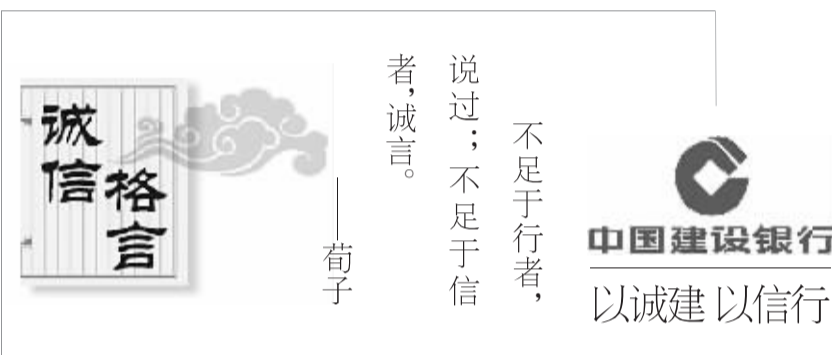 诚信
格言
不足于行者，
说过；不足于信
者，诚言。
——荀子
中国建设银行
以诚建 以信行